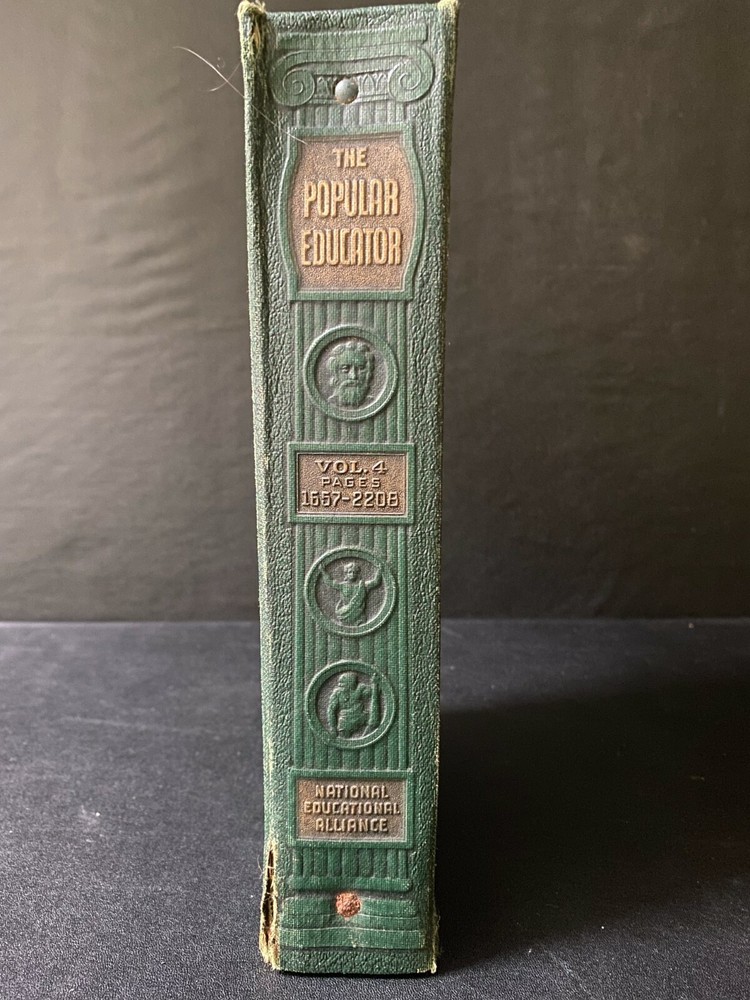 THE
POPULAR
EDUCATOR
VOL. 4
PAGES
1657-2208
NATIONAL
EDUCATIONAL
ALLIANCE